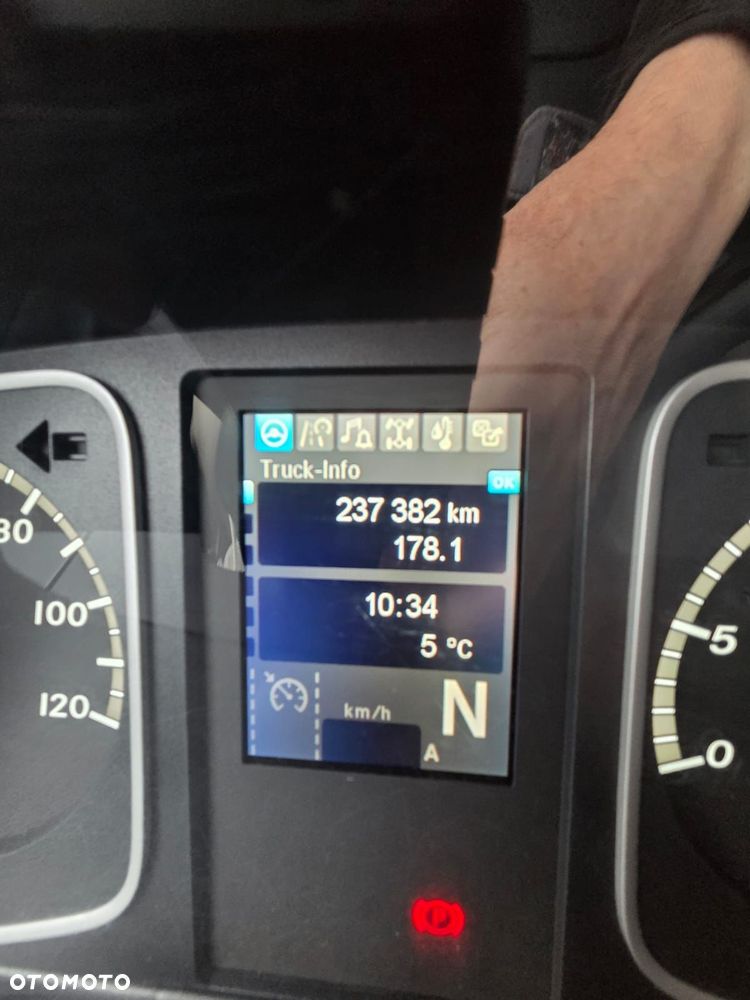 Truck-Info
OK
237 382 km
178.1
10:34
5 °C
km/h
N
A
80
100
120
5
0
P
OTOMOTO